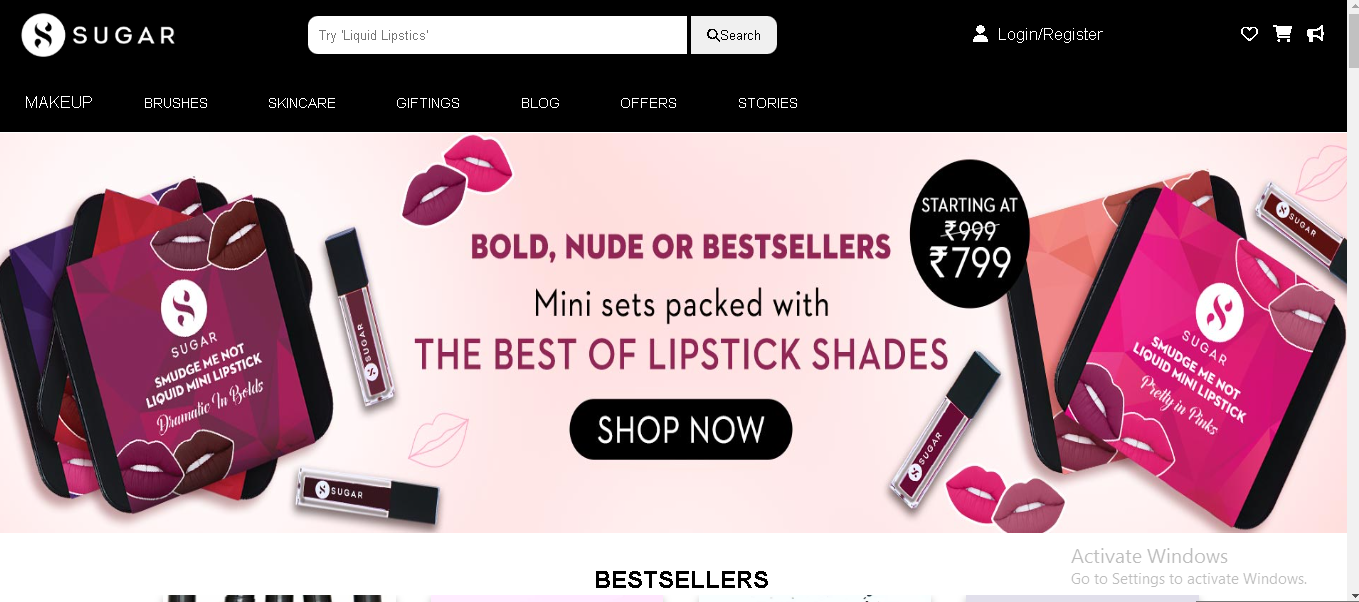 SUGAR
Try 'Liquid Lipstics'
Search
Login/Register
MAKEUP
BRUSHES
SKINCARE
GIFTINGS
BLOG
OFFERS
STORIES
BOLD, NUDE OR BESTSELLERS
Mini sets packed with
THE BEST OF LIPSTICK SHADES
SHOP NOW
STARTING AT
₹999
₹799
SUGAR
SMUDGE ME NOT
LIQUID MINI LIPSTICK
Dramatic In Bolds
SUGAR
SUGAR
SUGAR
SUGAR
SUGAR
SMUDGE ME NOT
LIQUID MINI LIPSTICK
Pretty in Pinks
Activate Windows
Go to Settings to activate Windows.
BESTSELLERS